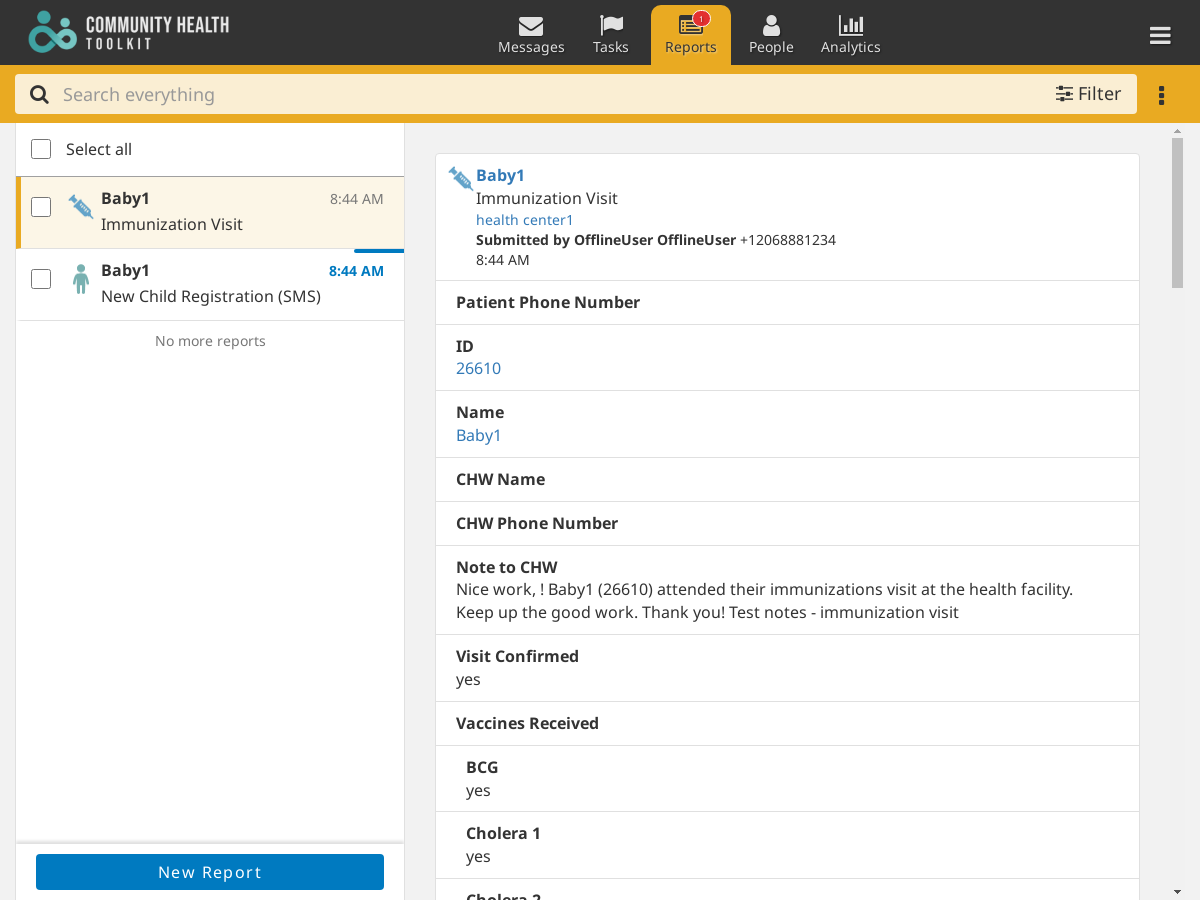 COMMUNITY HEALTH
TOOLKIT
Messages
Tasks
1
Reports
People
Analytics
Search everything
Filter
Select all
Baby1
8:44 AM
Immunization Visit
Baby1
8:44 AM
New Child Registration (SMS)
No more reports
New Report
Baby1
Immunization Visit
health center1
Submitted by OfflineUser OfflineUser +12068881234
8:44 AM
Patient Phone Number
ID
26610
Name
Baby1
CHW Name
CHW Phone Number
Note to CHW
Nice work, ! Baby1 (26610) attended their immunizations visit at the health facility.
Keep up the good work. Thank you! Test notes - immunization visit
Visit Confirmed
yes
Vaccines Received
BCG
yes
Cholera 1
yes
Cholera 2